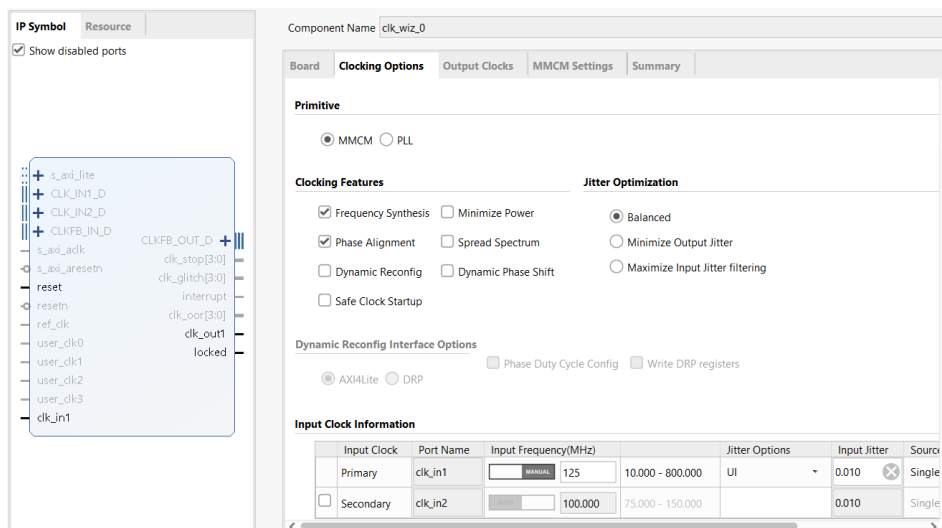 IP Symbol Resource
Show disabled ports
s_axi_lite
CLK_IN1_D
CLK_IN2_D
CLKFB_IN_D
s_axi_aclk
s_axi_aresetn
reset
resetn
ref_clk
user_clk0
user_clk1
user_clk2
user_clk3
clk_in1
CLKFB_OUT_D
clk_stop[3:0]
clk_glitch[3:0]
interrupt
clk_oor[3:0]
clk_out1
locked
Component Name clk_wiz_0
Board Clocking Options Output Clocks MMCM Settings Summary
Primitive
MMCM PLL
Clocking Features
Frequency Synthesis Minimize Power
Phase Alignment Spread Spectrum
Dynamic Reconfig Dynamic Phase Shift
Safe Clock Startup
Jitter Optimization
Balanced
Minimize Output Jitter
Maximize Input Jitter filtering
Dynamic Reconfig Interface Options
AXI4Lite DRP
Phase Duty Cycle Config Write DRP registers
Input Clock Information
Input Clock Port Name Input Frequency(MHz) Jitter Options Input Jitter Source
Primary clk_in1 MANUAL 125 10.000 - 800.000 UI 0.010 Single
Secondary clk_in2 AUTO 100.000 75.000 - 150.000 0.010 Single